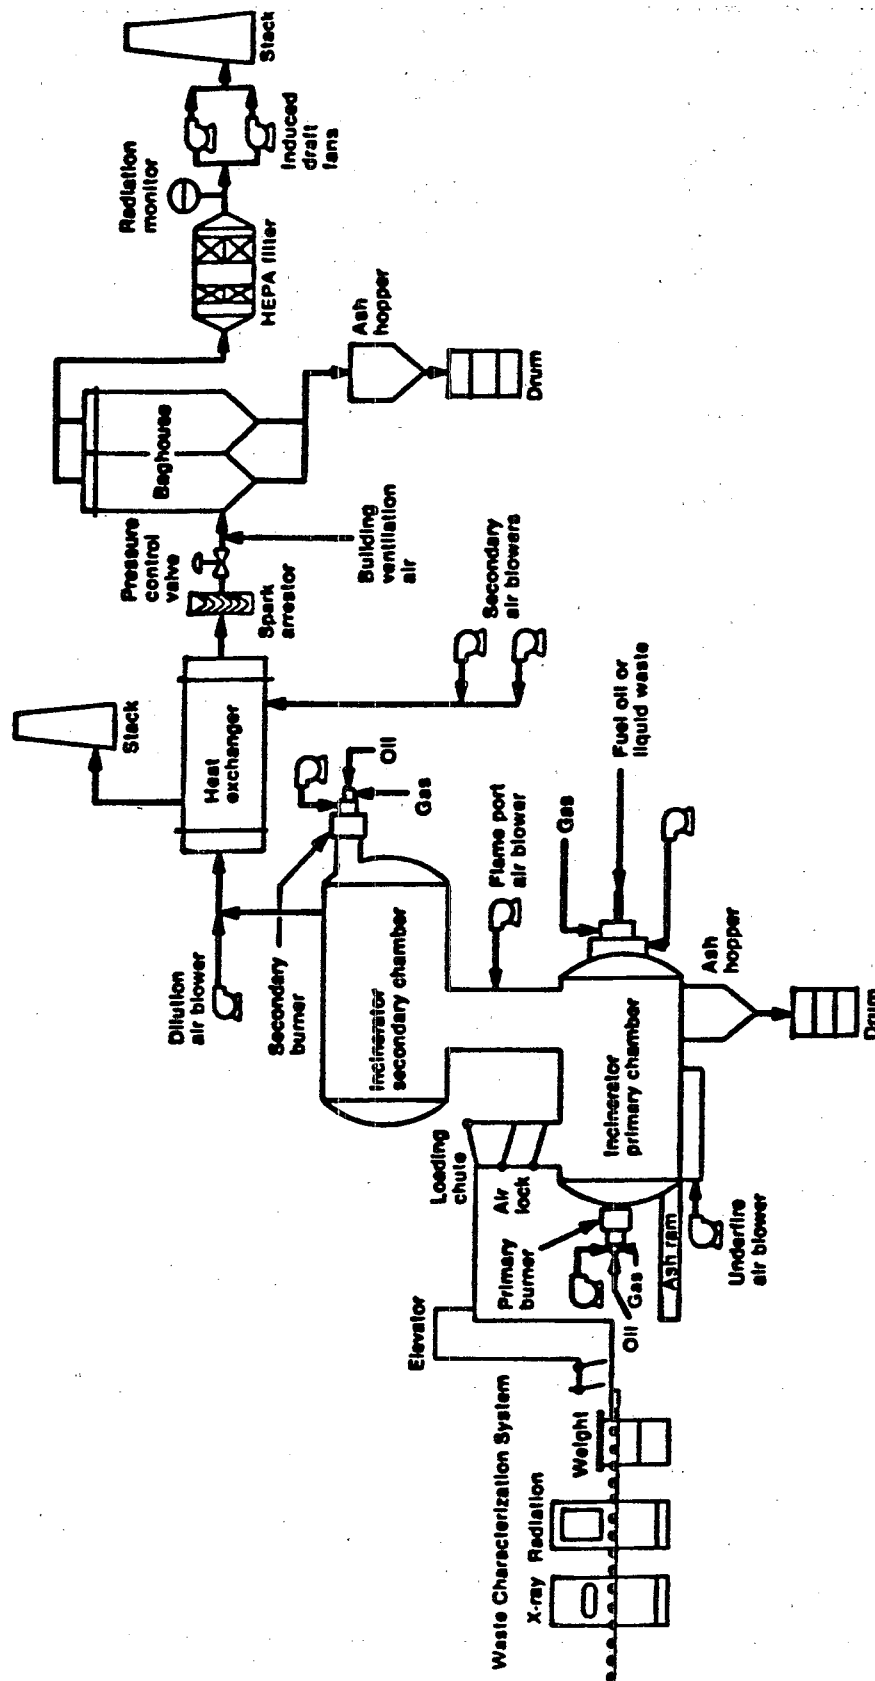 Waste Characterization System
X-ray
Radiation
Weight
Elevator
Loading
chute
Air
lock
Primary
burner
Oil
Gas
Ash ram
Underfire
air blower
Incinerator
primary chamber
Ash
hopper
Drum
Gas
Fuel oil or
liquid waste
Flame port
air blower
Incinerator
secondary chamber
Secondary
burner
Oil
Gas
Dilution
air blower
Heat
exchanger
Stack
Secondary
air blowers
Spark
arrestor
Pressure
control
valve
Building
ventilation
air
Baghouse
Ash
hopper
Drum
HEPA filter
Radiation
monitor
Induced
draft
fans
Stack